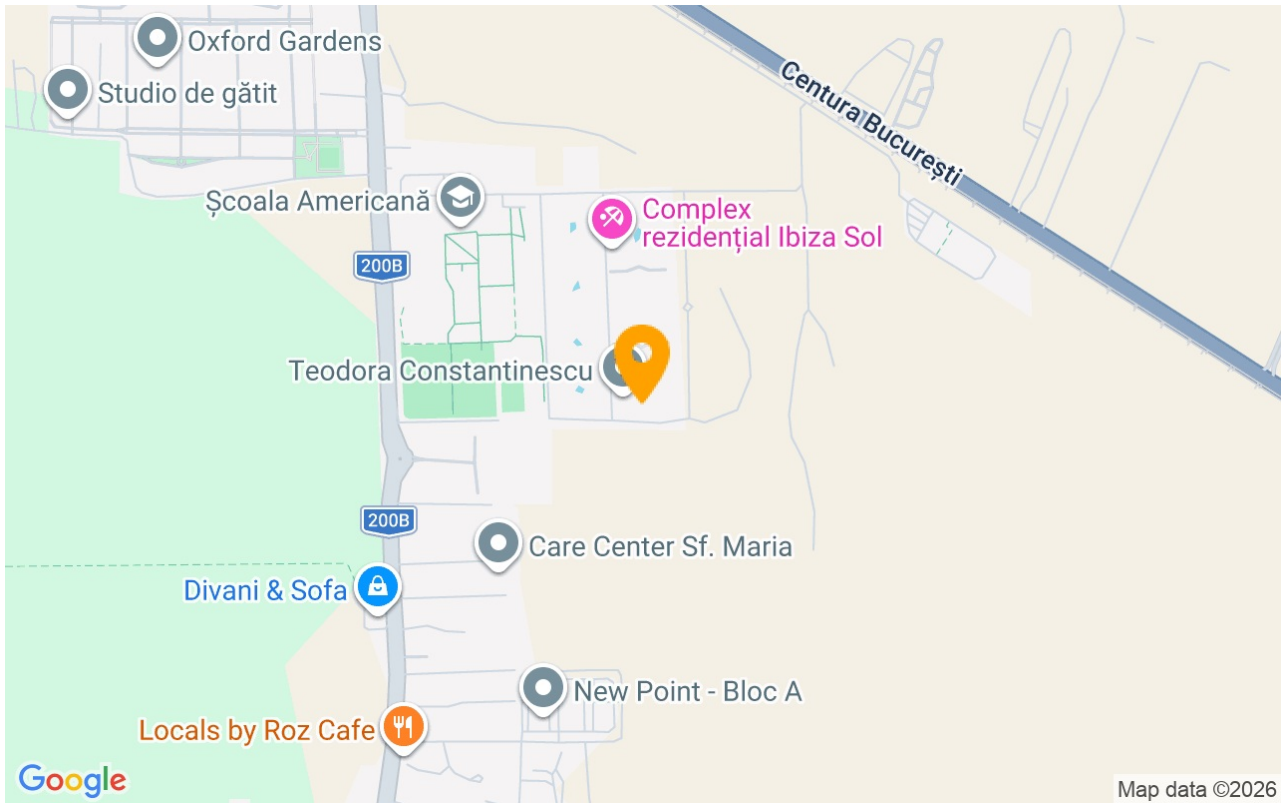 Oxford Gardens
Studio de gătit
Centura București
Școala Americană
Complex
rezidențial Ibiza Sol
200B
Teodora Constantinescu
200B
Care Center Sf. Maria
Divani & Sofa
New Point - Bloc A
Locals by Roz Cafe
Google
Map data ©2026